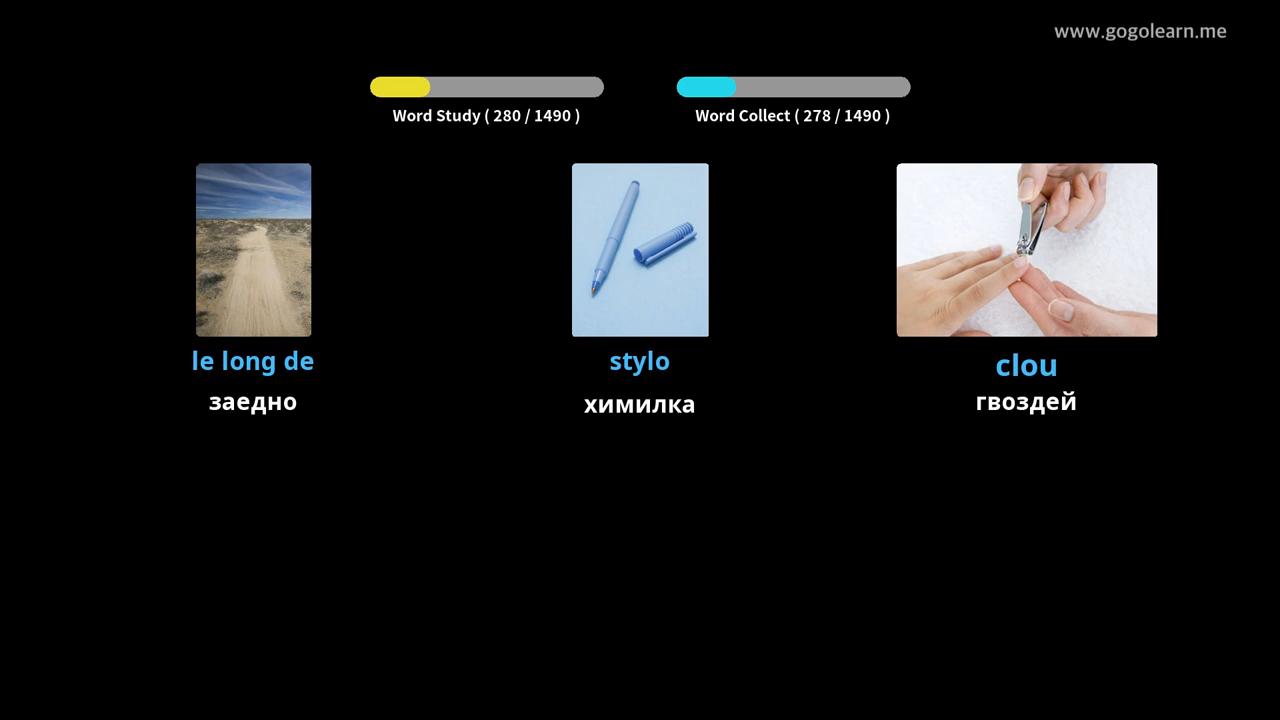 www.gogolearn.me
Word Study ( 280 / 1490 )
Word Collect ( 278 / 1490 )
le long de
stylo
clou
заедно
химилка
гвоздей